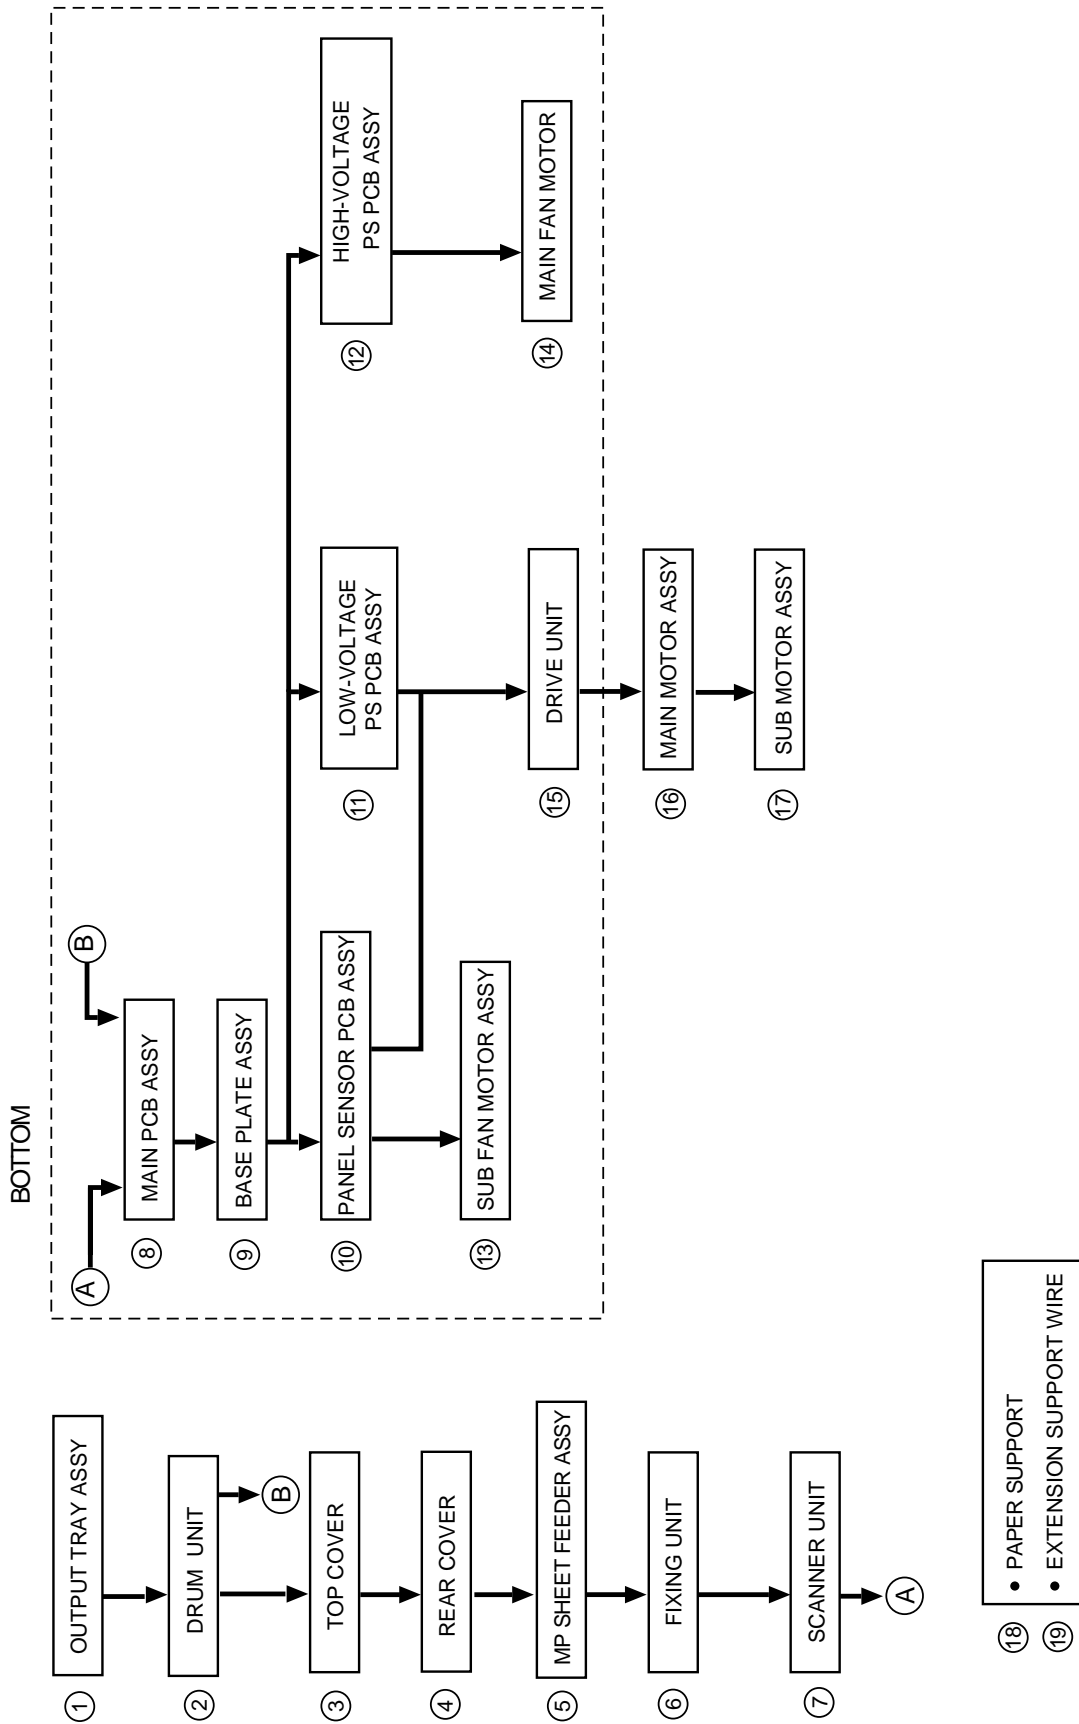 1
OUTPUT TRAY ASSY
2
DRUM UNIT
B
3
TOP COVER
4
REAR COVER
5
MP SHEET FEEDER ASSY
6
FIXING UNIT
7
SCANNER UNIT
A
BOTTOM
A
B
8
MAIN PCB ASSY
9
BASE PLATE ASSY
10
PANEL SENSOR PCB ASSY
11
LOW-VOLTAGE
PS PCB ASSY
12
HIGH-VOLTAGE
PS PCB ASSY
13
SUB FAN MOTOR ASSY
14
MAIN FAN MOTOR
15
DRIVE UNIT
16
MAIN MOTOR ASSY
17
SUB MOTOR ASSY
18
• PAPER SUPPORT
19
• EXTENSION SUPPORT WIRE